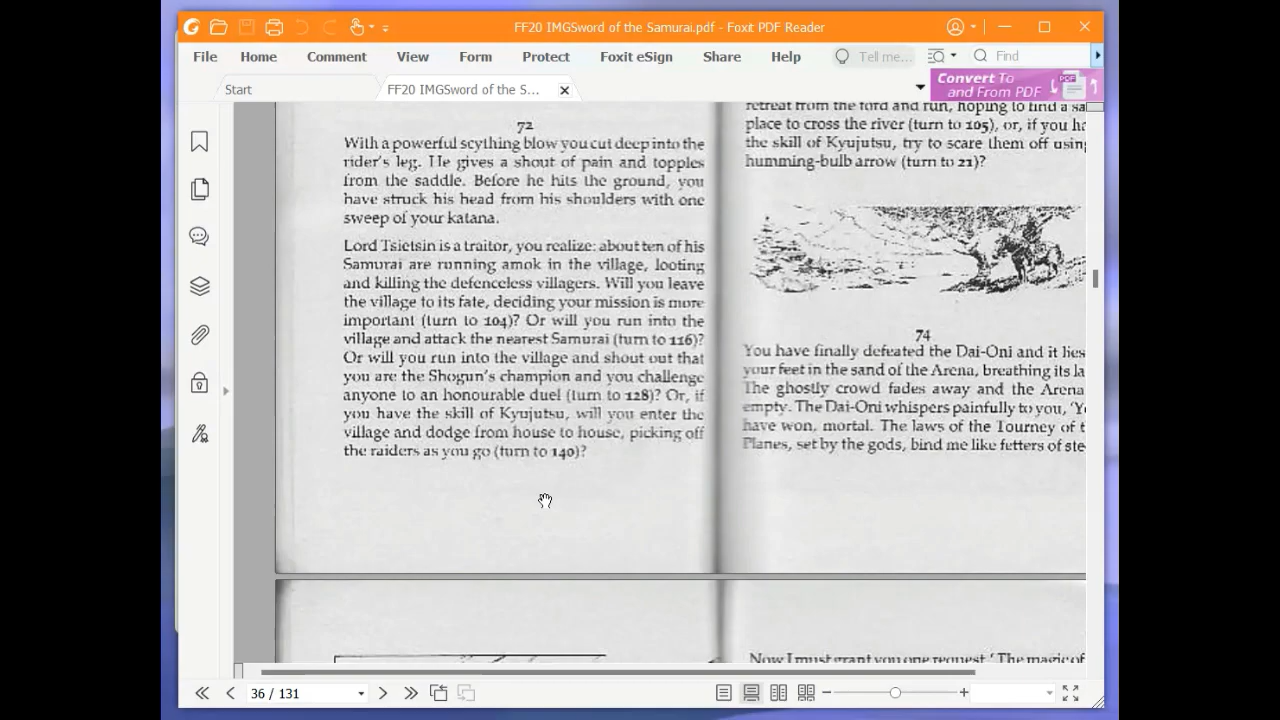 FF20 IMGSword of the Samurai.pdf - Foxit PDF Reader
File Home Comment View Form Protect Foxit eSign Share Help Tell me... Find
Start FF20 IMGSword of the S... Convert To
and From PDF
72
With a powerful scything blow you cut deep into the
rider's leg. He gives a shout of pain and topples
from the saddle. Before he hits the ground, you
have struck his head from his shoulders with one
sweep of your katana.
Lord Tsietsin is a traitor, you realize: about ten of his
Samurai are running amok in the village, looting
and killing the defenceless villagers. Will you leave
the village to its fate, deciding your mission is more
important (turn to 104)? Or will you run into the
village and attack the nearest Samurai (turn to 116)?
Or will you run into the village and shout out that
you are the Shogun's champion and you challenge
anyone to an honourable duel (turn to 128)? Or, if
you have the skill of Kyujutsu, will you enter the
village and dodge from house to house, picking off
the raiders as you go (turn to 140)?
retreat from the ford and run, hoping to find a sa
place to cross the river (turn to 105), or, if you ha
the skill of Kyujutsu, try to scare them off using
humming-bulb arrow (turn to 21)?
74
You have finally defeated the Dai-Oni and it lies
your feet in the sand of the Arena, breathing its la
The ghostly crowd fades away and the Arena
empty. The Dai-Oni whispers painfully to you, 'Yo
have won, mortal. The laws of the Tourney of t
Planes, set by the gods, bind me like fetters of ste
Now I must grant you one request.' The magic of
36 / 131